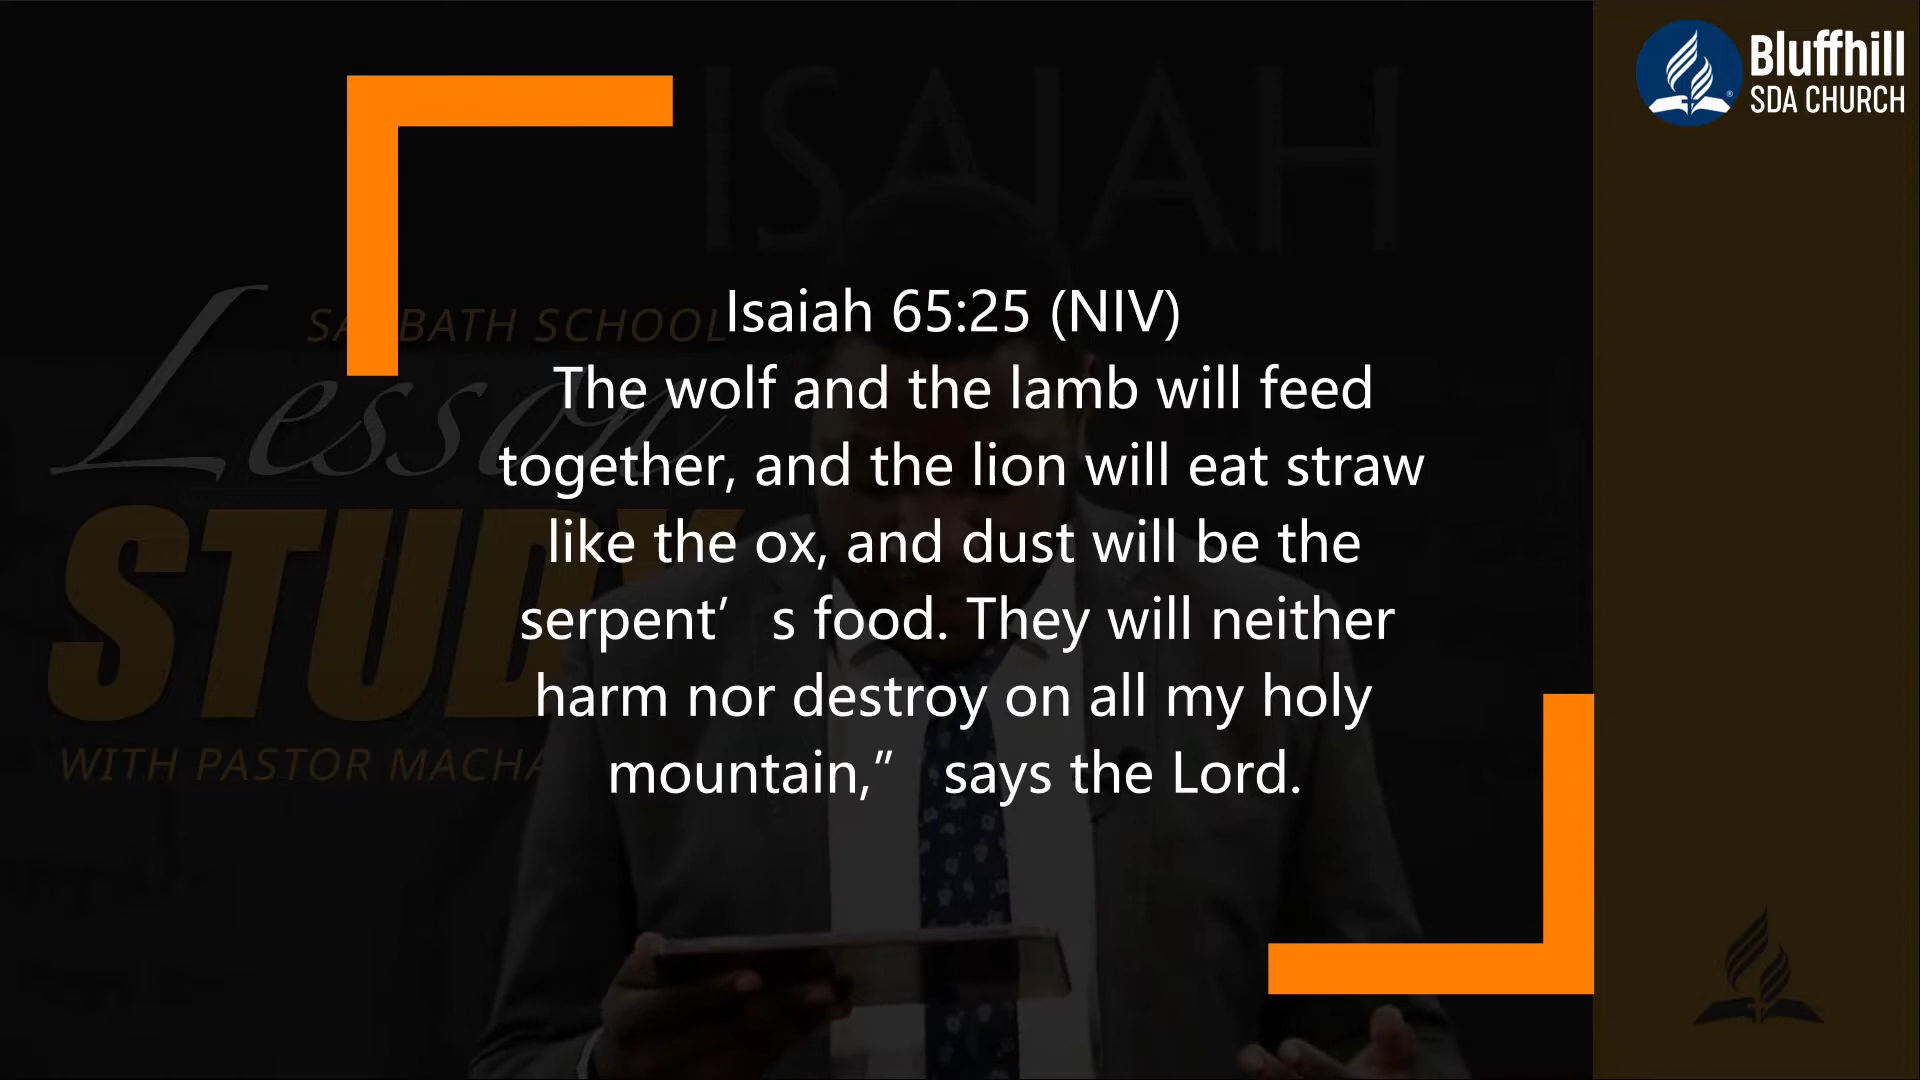 Bluffhill
SDA CHURCH
ISAIAH
SABBATH SCHOOL
Lesson
STUDY
WITH PASTOR
Isaiah 65:25 (NIV)
The wolf and the lamb will feed
together, and the lion will eat straw
like the ox, and dust will be the
serpent’ s food. They will neither
harm nor destroy on all my holy
mountain,” says the Lord.